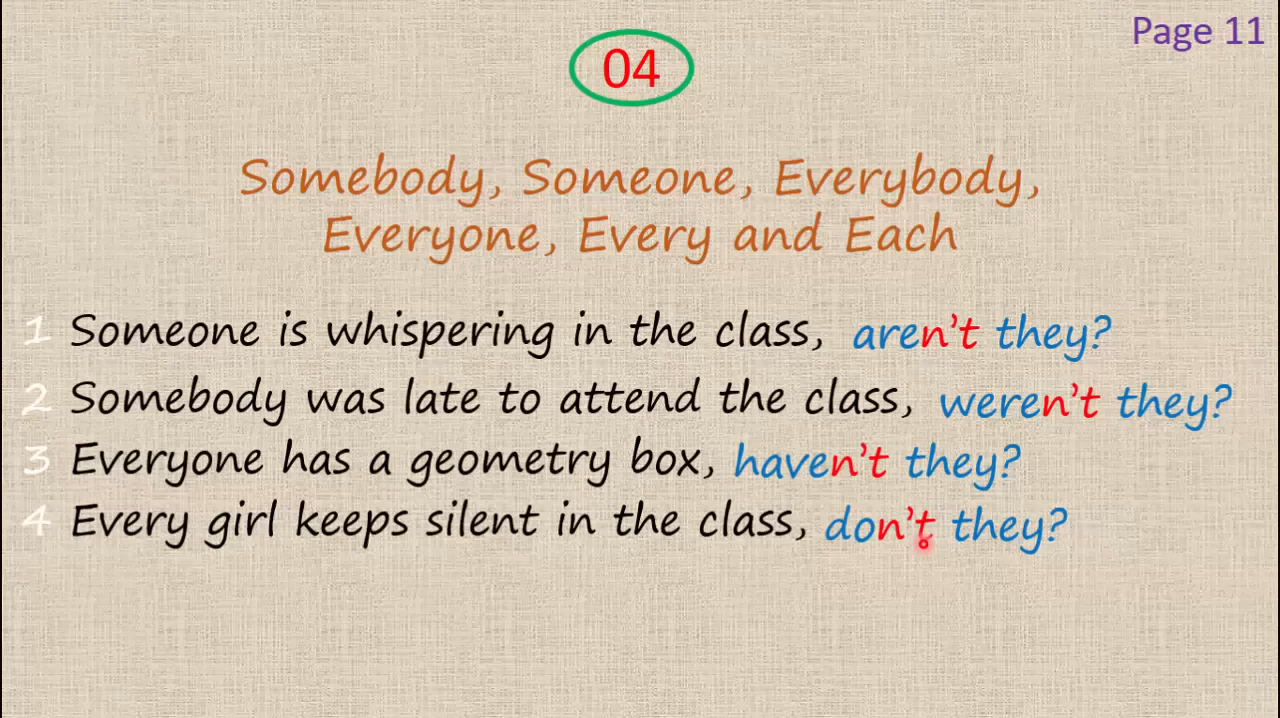 Page 11
04
Somebody, Someone, Everybody,
Everyone, Every and Each
1 Someone is whispering in the class, aren't they?
2 Somebody was late to attend the class, weren't they?
3 Everyone has a geometry box, haven't they?
4 Every girl keeps silent in the class, don't they?